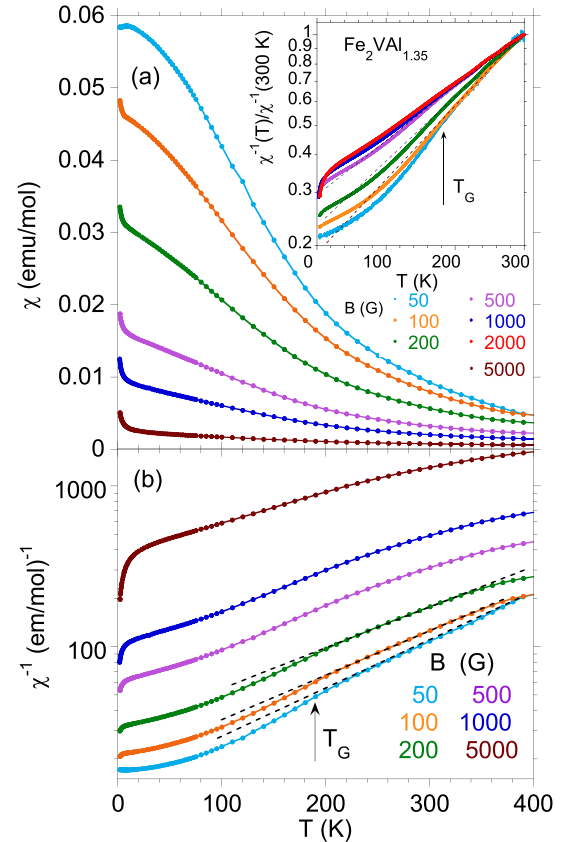 0.06
0.05
0.04
0.03
0.02
0.01
0
χ (emu/mol)
(a)
Fe₂VAl₁.₃₅
1
0.9
0.8
0.7
0.6
0.5
0.4
0.3
0.2
χ⁻¹(T)/χ⁻¹(300 K)
T_G
0 100 200 300
T (K)
B (G)
50 500
100 1000
200 2000
5000
(b)
1000
100
χ⁻¹ (em/mol)⁻¹
T_G
B (G)
50 500
100 1000
200 5000
0 100 200 300 400
T (K)